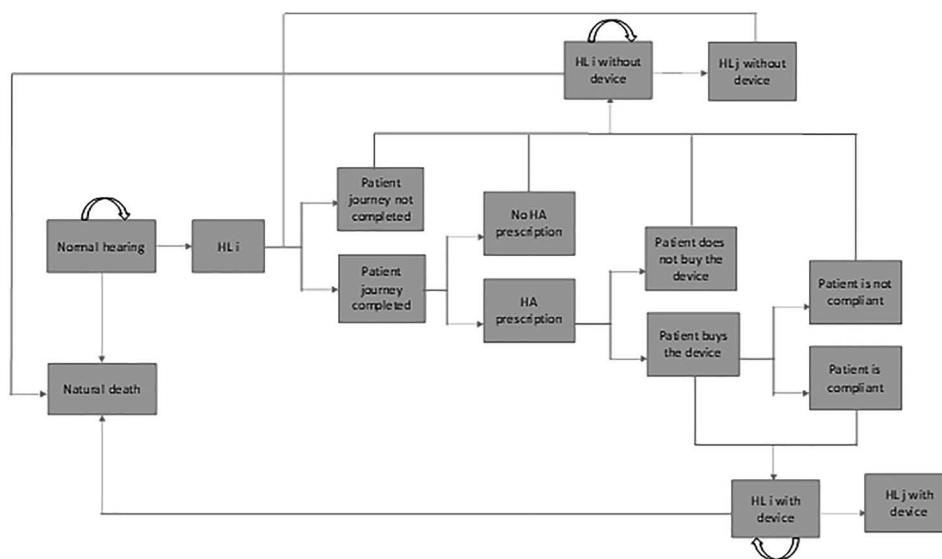 HL i without
device
HL j without
device
Patient
journey not
completed
No HA
prescription
Normal hearing
HL i
Patient does
not buy the
device
Patient
journey
completed
HA
prescription
Patient is not
compliant
Patient buys
the device
Patient is
compliant
Natural death
HL i with
device
HL j with
device